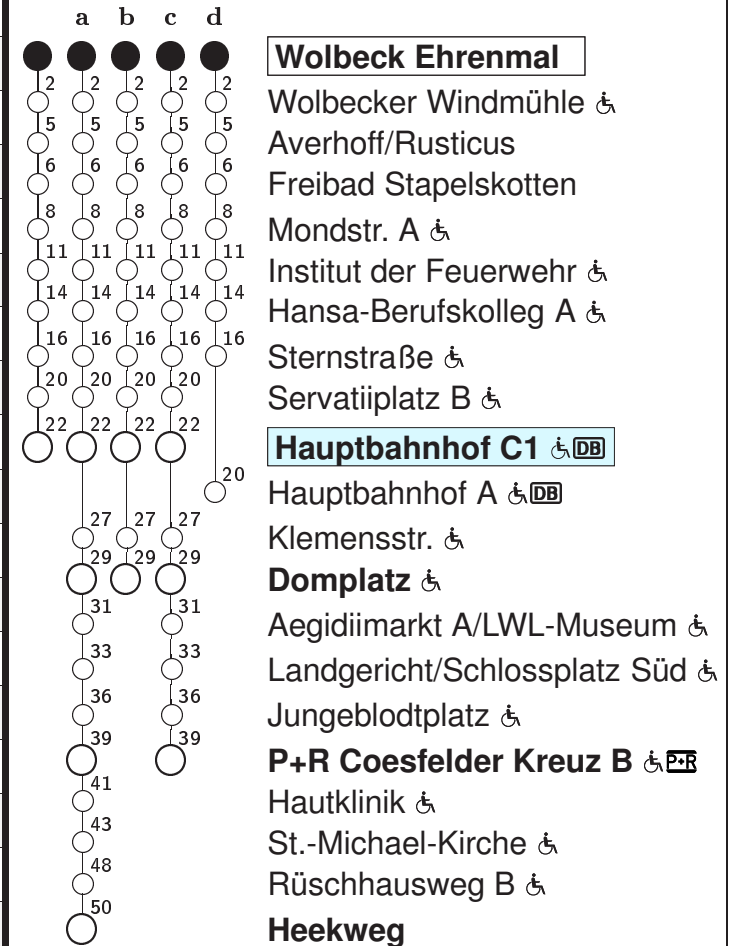 a b c d
Wolbeck Ehrenmal
2 2 2 2 2 Wolbecker Windmühle
5 5 5 5 5 Averhoff/Rusticus
6 6 6 6 6 Freibad Stapelskotten
8 8 8 8 8 Mondstr. A
11 11 11 11 11 Institut der Feuerwehr
14 14 14 14 14 Hansa-Berufskolleg A
16 16 16 16 16 Sternstraße
20 20 20 20 Servatiiplatz B
22 22 22 22 Hauptbahnhof C1 DB
20 Hauptbahnhof A DB
27 27 27 Klemensstr.
29 29 29 Domplatz
31 31 Aegidiimarkt A/LWL-Museum
33 33 Landgericht/Schlossplatz Süd
36 36 Jungeblodtplatz
39 39 P+R Coesfelder Kreuz B P+R
41 Hautklinik
43 St.-Michael-Kirche
48 Rüschhausweg B
50 Heekweg